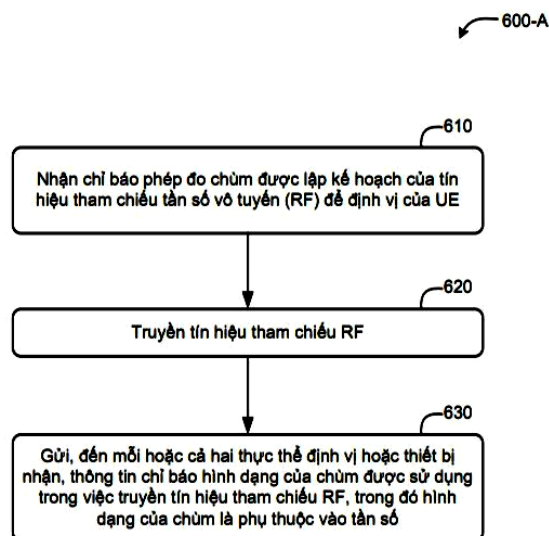 600-A
610
Nhận chỉ báo phép đo chùm được lập kế hoạch của tín
hiệu tham chiếu tần số vô tuyến (RF) để định vị của UE
620
Truyền tín hiệu tham chiếu RF
630
Gửi, đến mỗi hoặc cả hai thực thể định vị hoặc thiết bị
nhận, thông tin chỉ báo hình dạng của chùm được sử dụng
trong việc truyền tín hiệu tham chiếu RF, trong đó hình
dạng của chùm là phụ thuộc vào tần số